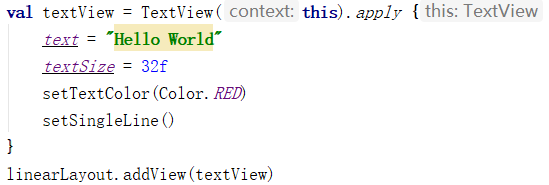 val textView = TextView( context: this).apply { this: TextView
    text = "Hello World"
    textSize = 32f
    setTextColor(Color.RED)
    setSingleLine()
}
linearLayout.addView(textView)